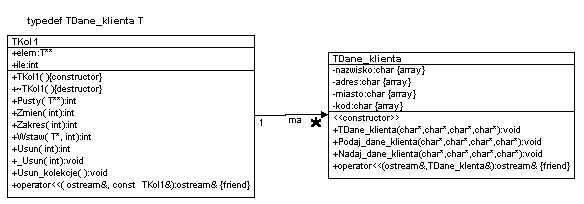 typedef TDane_klienta T
TKol1
+elem:T**
+ile:int
+TKol1( ){constructor}
+~TKol1( ){destructor}
+Pusty( T**):int
+Zmien( int):int
+Zakres( int):int
+Wstaw( T*, int):int
+Usun( int):int
+_Usun( int):void
+Usun_kolekcje( ):void
+operator<<( ostream&, const TKol1&):ostream& {friend}
1
ma
*
TDane_klienta
-nazwisko:char {array}
-adres:char {array}
-miasto:char {array}
-kod:char {array}
<<constructor>>
+TDane_klienta(char*,char*,char*,char*):void
+Podaj_dane_klienta(char*,char*,char*,char*):void
+Nadaj_dane_klienta(char*,char*,char*,char*):void
+operator<<(ostream&,TDane_klenta&):ostream& {friend}